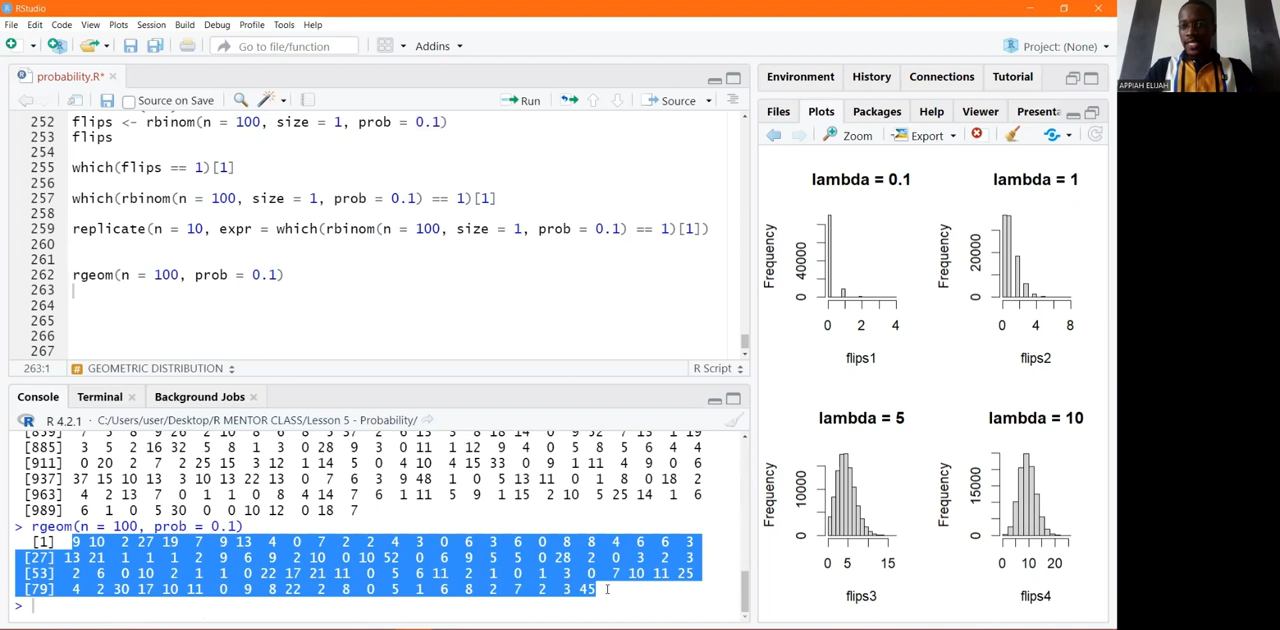 RStudio
File Edit Code View Plots Session Build Debug Profile Tools Help
Go to file/function Addins Project: (None)
probability.R*
Source on Save Run Source
252 flips <- rbinom(n = 100, size = 1, prob = 0.1)
253 flips
254
255 which(flips == 1)[1]
256
257 which(rbinom(n = 100, size = 1, prob = 0.1) == 1)[1]
258
259 replicate(n = 10, expr = which(rbinom(n = 100, size = 1, prob = 0.1) == 1)[1])
260
261
262 rgeom(n = 100, prob = 0.1)
263
264
265
266
267
263:1 # GEOMETRIC DISTRIBUTION R Script
Console Terminal Background Jobs
R 4.2.1 · C:/Users/user/Desktop/R MENTOR CLASS/Lesson 5 - Probability/
[885] 3 5 2 16 32 5 8 1 3 0 28 9 3 0 11 1 12 9 4 0 5 8 5 6 4 4
[911] 0 20 2 7 2 25 15 3 12 1 14 5 0 4 10 4 15 33 0 9 1 11 4 9 0 6
[937] 37 15 10 13 3 10 13 22 13 0 7 6 3 9 48 1 0 5 13 11 0 1 8 0 18 2
[963] 4 2 13 7 0 1 1 0 8 4 14 7 6 1 11 5 9 1 15 2 10 5 25 14 1 6
[989] 6 1 0 5 30 0 0 10 12 0 18 7
> rgeom(n = 100, prob = 0.1)
[1] 9 10 2 27 19 7 9 13 4 0 7 2 2 4 3 0 6 3 6 0 8 8 4 6 6 3
[27] 13 21 1 1 1 2 9 6 9 2 10 0 10 52 0 6 9 5 5 0 28 2 0 3 2 3
[53] 2 6 0 10 2 1 1 0 22 17 21 11 0 5 6 11 2 1 0 1 3 0 7 10 11 25
[79] 4 2 30 17 10 11 0 9 8 22 2 8 0 5 1 6 8 2 7 2 3 45
>
Environment History Connections Tutorial
Files Plots Packages Help Viewer Presenta
Zoom Export
lambda = 0.1
Frequency
0 40000
0 2 4
flips1
lambda = 1
Frequency
0 20000
0 4 8
flips2
lambda = 5
Frequency
0 10000
0 5 15
flips3
lambda = 10
Frequency
0 15000
0 10 20
flips4
APPIAH ELIJAH